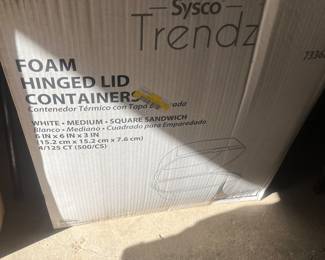 Sysco
Trendz
7336
FOAM
HINGED LID
CONTAINERS
Contenedor Térmico con Tapa
WHITE • MEDIUM • SQUARE SANDWICH
Blanco • Mediano • Cuadrado para Emparedado
6 IN x 6 IN x 3 IN
(15.2 cm x 15.2 cm x 7.6 cm)
4/125 CT (500/CS)